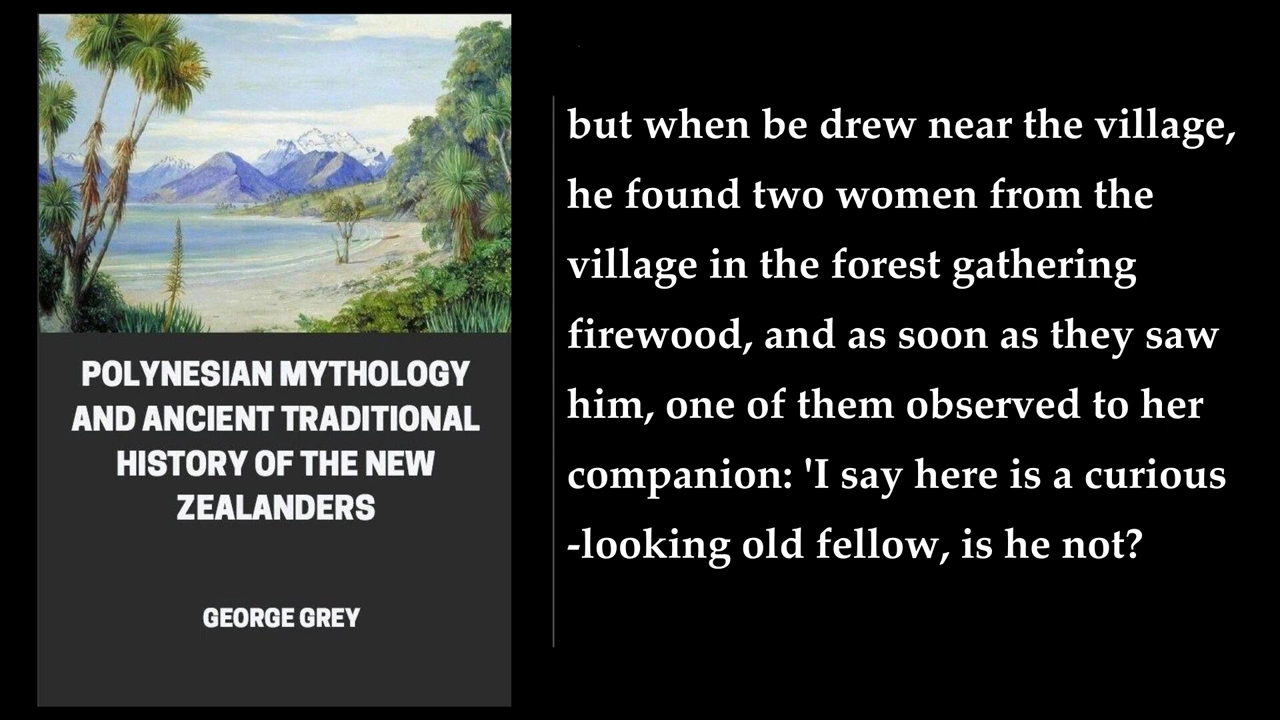 POLYNESIAN MYTHOLOGY
AND ANCIENT TRADITIONAL
HISTORY OF THE NEW
ZEALANDERS
GEORGE GREY
but when be drew near the village,
he found two women from the
village in the forest gathering
firewood, and as soon as they saw
him, one of them observed to her
companion: 'I say here is a curious
-looking old fellow, is he not?